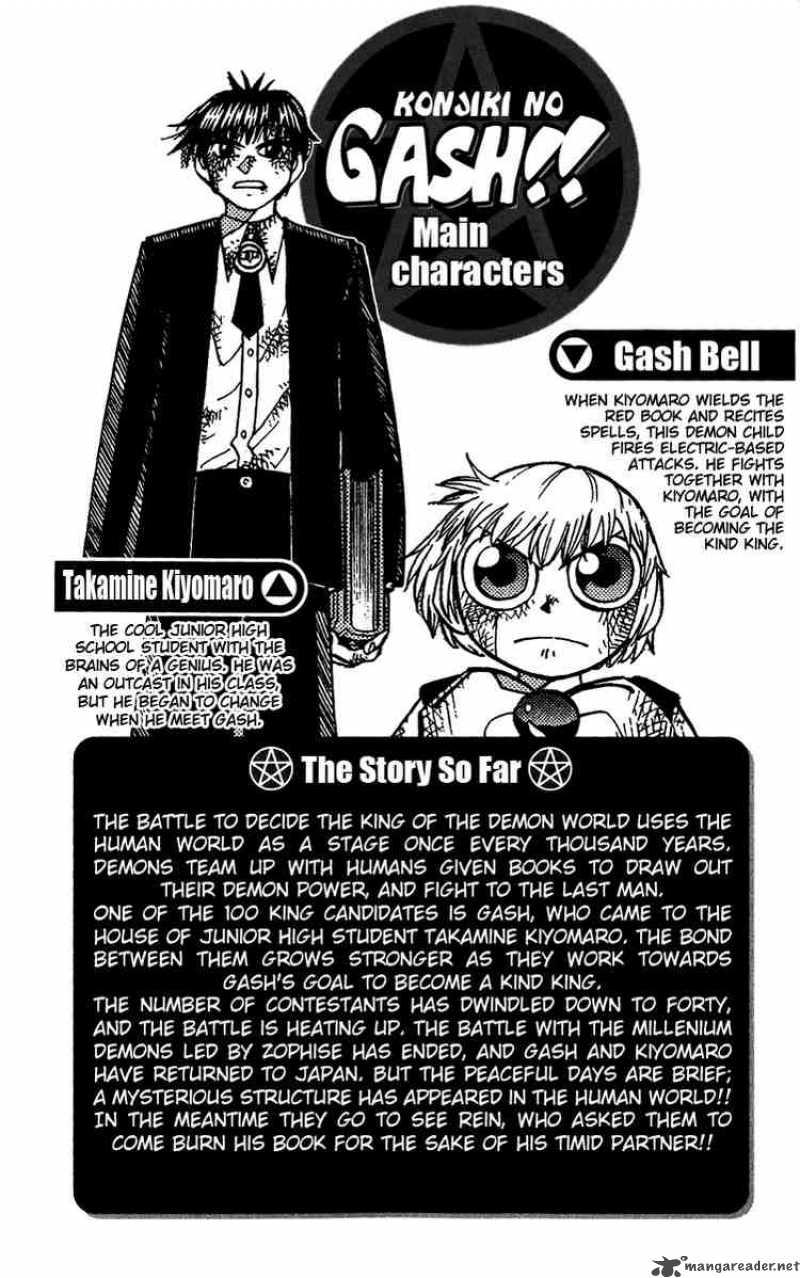 KONJIKI NO
GASH!!
Main
characters
Gash Bell
WHEN KIYOMARO WIELDS THE
RED BOOK AND RECITES
SPELLS, THIS DEMON CHILD
FIRES ELECTRIC-BASED
ATTACKS. HE FIGHTS
TOGETHER WITH
KIYOMARO, WITH
THE GOAL OF
BECOMING THE
KIND KING.
Takamine Kiyomaro
THE COOL JUNIOR HIGH
SCHOOL STUDENT WITH THE
BRAINS OF A GENIUS. HE WAS
AN OUTCAST IN HIS CLASS,
BUT HE BEGAN TO CHANGE
WHEN HE MEET GASH.
The Story So Far
THE BATTLE TO DECIDE THE KING OF THE DEMON WORLD USES THE
HUMAN WORLD AS A STAGE ONCE EVERY THOUSAND YEARS.
DEMONS TEAM UP WITH HUMANS GIVEN BOOKS TO DRAW OUT
THEIR DEMON POWER, AND FIGHT TO THE LAST MAN.
ONE OF THE 100 KING CANDIDATES IS GASH, WHO CAME TO THE
HOUSE OF JUNIOR HIGH STUDENT TAKAMINE KIYOMARO. THE BOND
BETWEEN THEM GROWS STRONGER AS THEY WORK TOWARDS
GASH'S GOAL TO BECOME A KIND KING.
THE NUMBER OF CONTESTANTS HAS DWINDLED DOWN TO FORTY,
AND THE BATTLE IS HEATING UP. THE BATTLE WITH THE MILLENIUM
DEMONS LED BY ZOPHISE HAS ENDED, AND GASH AND KIYOMARO
HAVE RETURNED TO JAPAN. BUT THE PEACEFUL DAYS ARE BRIEF;
A MYSTERIOUS STRUCTURE HAS APPEARED IN THE HUMAN WORLD!!
IN THE MEANTIME THEY GO TO SEE REIN, WHO ASKED THEM TO
COME BURN HIS BOOK FOR THE SAKE OF HIS TIMID PARTNER!!
mangareader.net